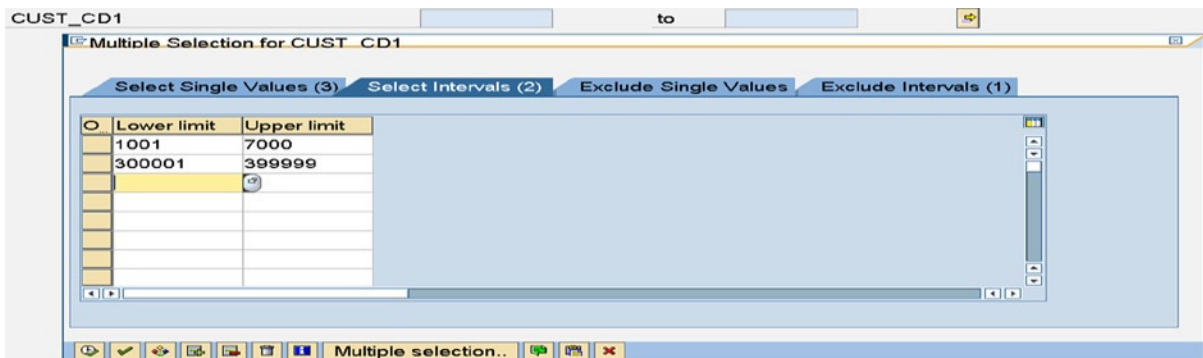 CUST_CD1 to
Multiple Selection for CUST_CD1
Select Single Values (3) Select Intervals (2) Exclude Single Values Exclude Intervals (1)
O... Lower limit Upper limit
1001 7000
300001 399999
Multiple selection..